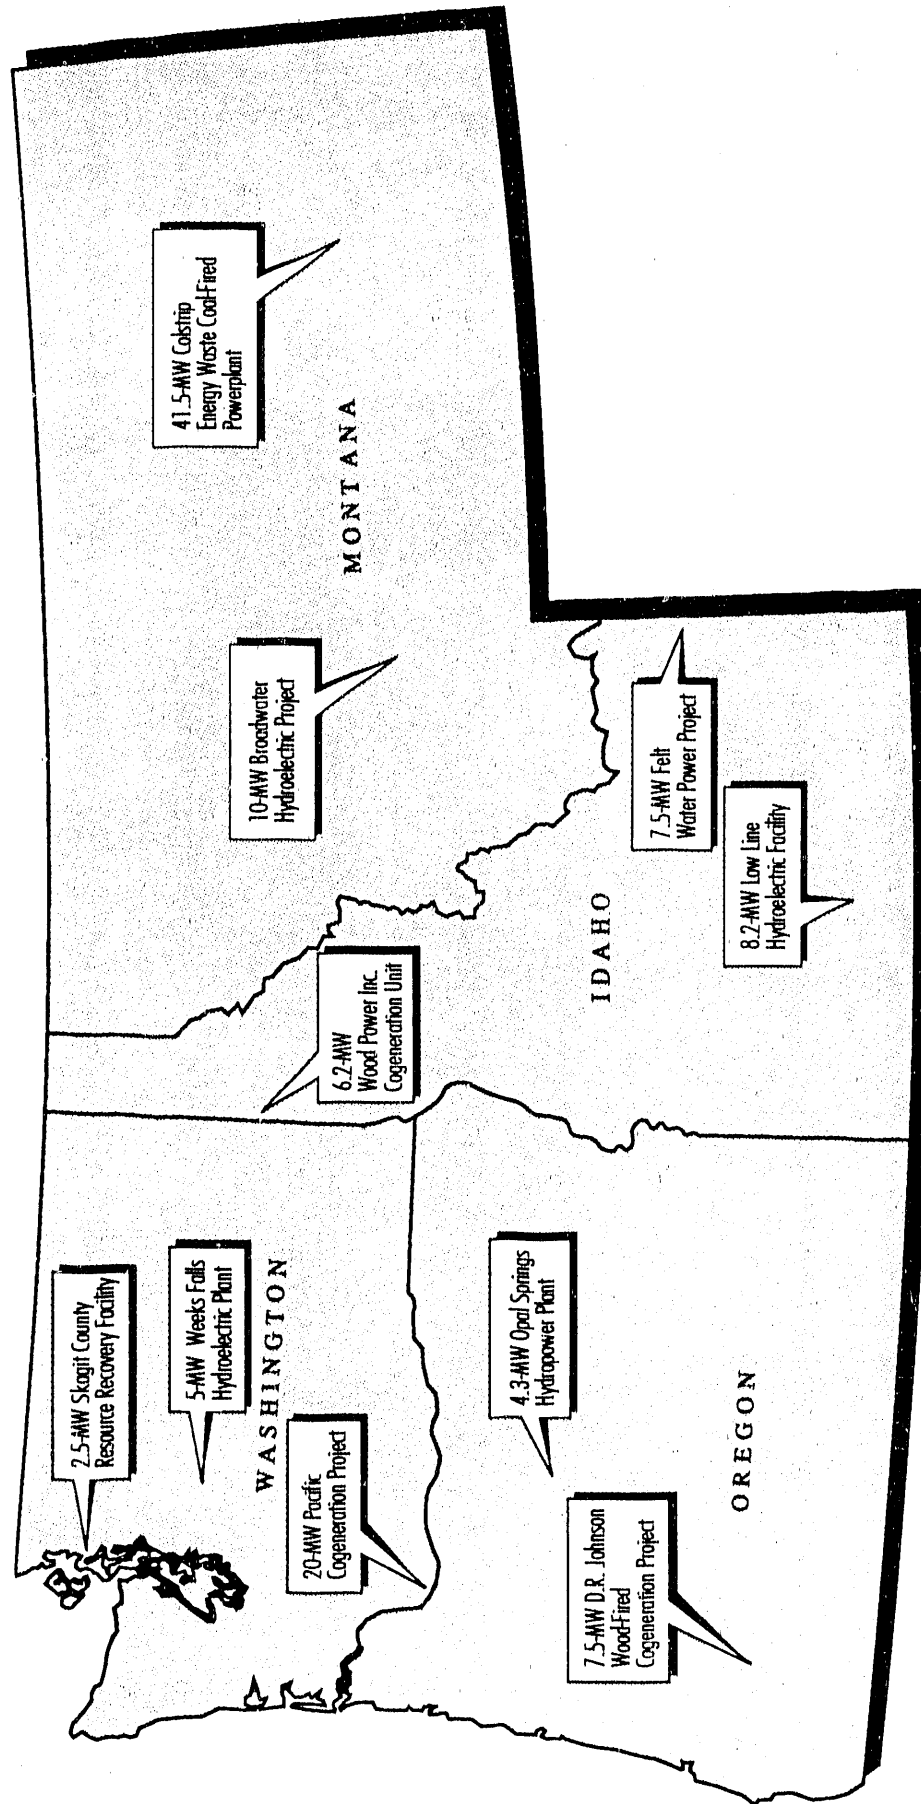 2.5-MW Skagit County
Resource Recovery Facility
5-MW Weeks Falls
Hydroelectric Plant
WASHINGTON
20-MW Pacific
Cogeneration Project
6.2-MW
Wood Power Inc.
Cogeneration Unit
10-MW Broadwater
Hydroelectric Project
41.5-MW Colstrip
Energy Waste Coal-Fired
Powerplant
MONTANA
4.3-MW Opal Springs
Hydropower Plant
7.5-MW D.R. Johnson
Wood-Fired
Cogeneration Project
OREGON
IDAHO
7.5-MW Felt
Water Power Project
8.2-MW Low Line
Hydroelectric Facility